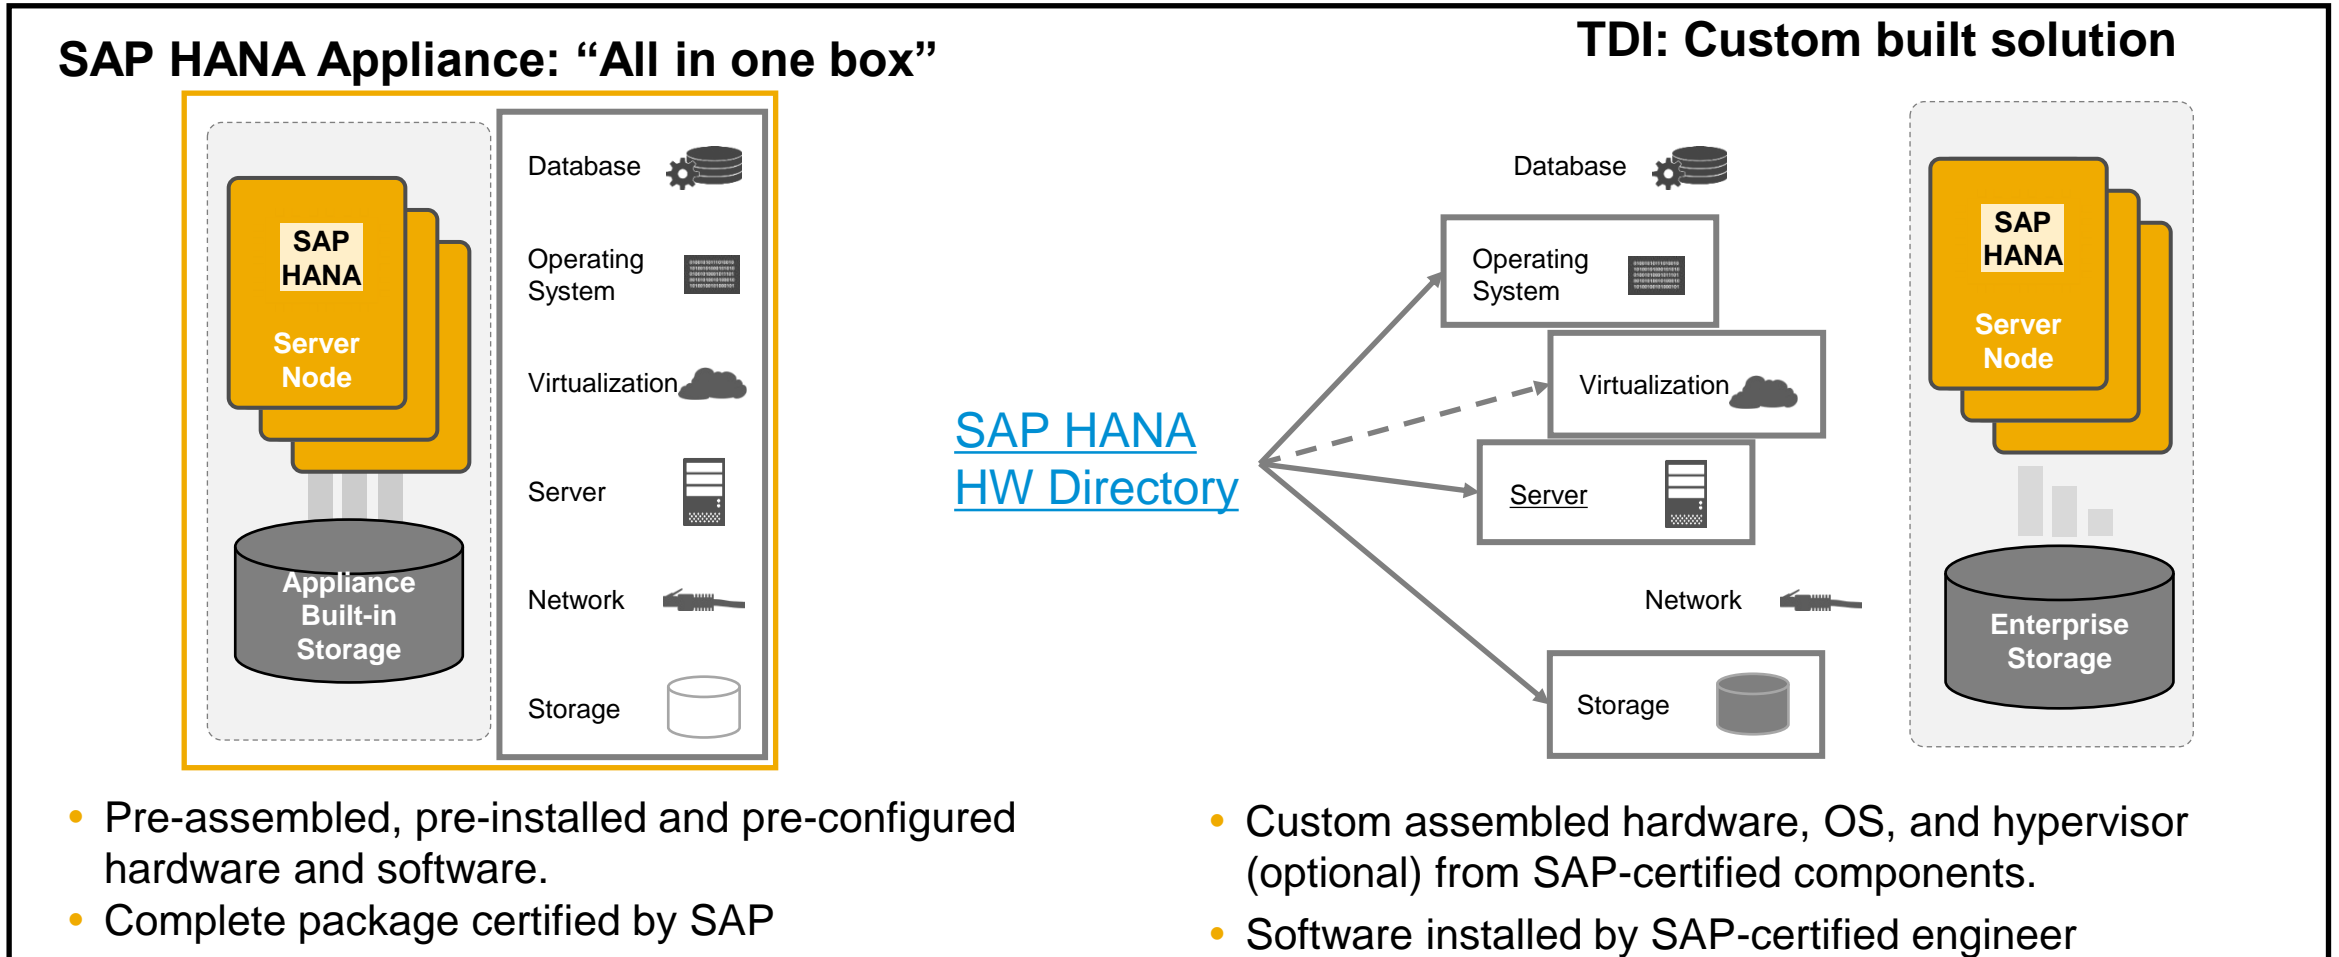 SAP HANA Appliance: “All in one box”
SAP
HANA
Server
Node
Appliance
Built-in
Storage
Database
Operating
System
Virtualization
Server
Network
Storage
• Pre-assembled, pre-installed and pre-configured
hardware and software.
• Complete package certified by SAP
SAP HANA
HW Directory
TDI: Custom built solution
Database
Operating
System
Virtualization
Server
Network
Storage
SAP
HANA
Server
Node
Enterprise
Storage
• Custom assembled hardware, OS, and hypervisor
(optional) from SAP-certified components.
• Software installed by SAP-certified engineer